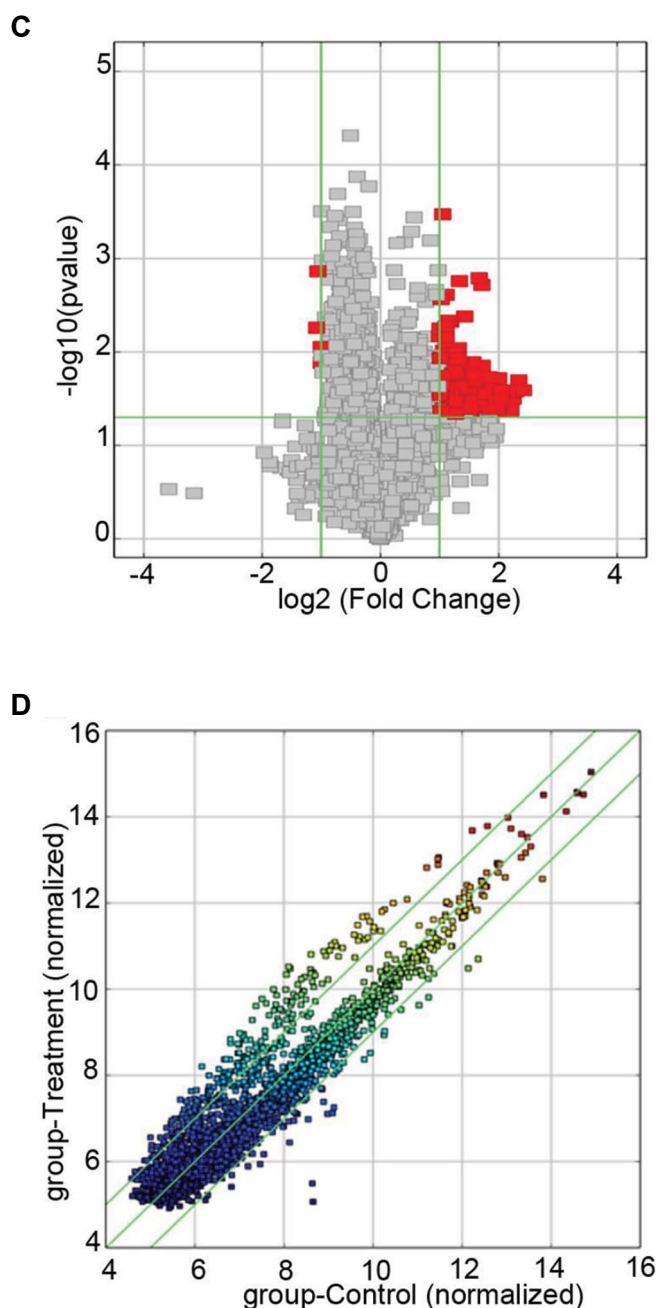 C
5
4
3
2
1
0
-log10(pvalue)
-4 -2 0 2 4
log2 (Fold Change)
D
16
14
12
10
8
6
4
group-Treatment (normalized)
4 6 8 10 12 14 16
group-Control (normalized)